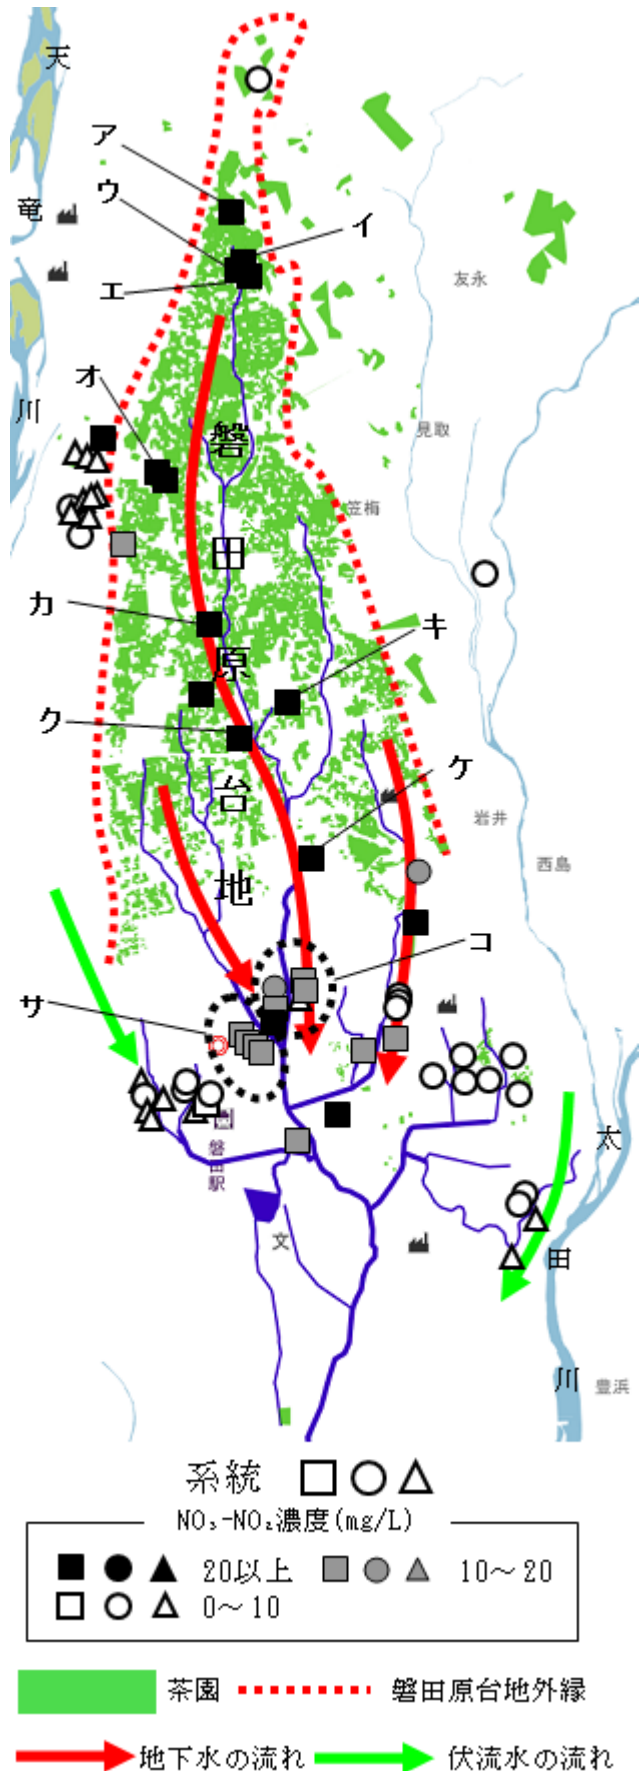 天
竜
川
ア
ウ
イ
エ
友永
オ
見取
磐
笠梅
田
カ
キ
原
ク
ケ
台
岩井
西島
地
コ
サ
磐田駅
文
太
田
川
豊浜
系統 □ ○ △
NO₃-NO₂濃度(mg/L)
■ ● ▲ 20以上 ■ ● ▲ 10～20
□ ○ △ 0～10
茶園 磐田原台地外縁
地下水の流れ 伏流水の流れ